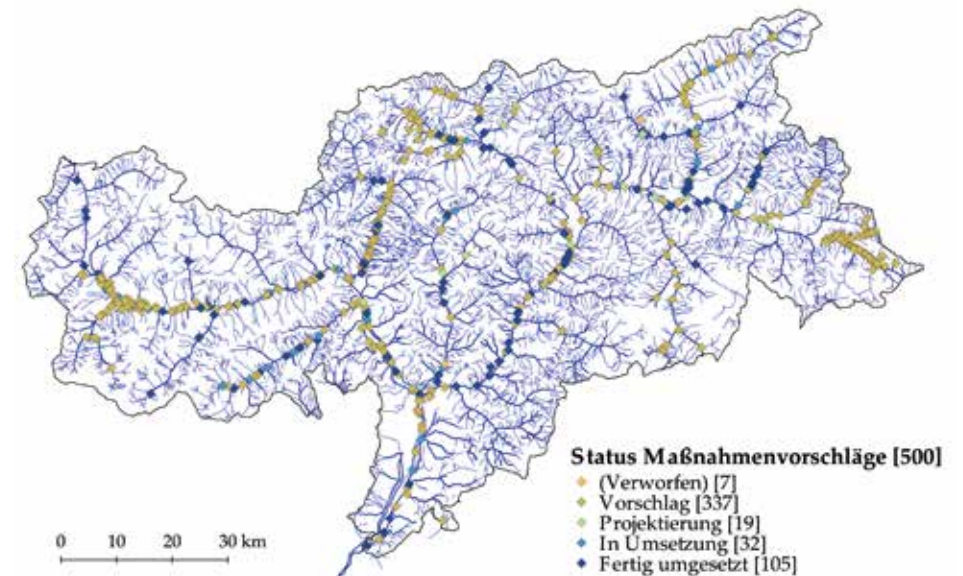 Status Maßnahmenvorschläge [500]
(Verworfen) [7]
Vorschlag [337]
Projektierung [19]
In Umsetzung [32]
Fertig umgesetzt [105]
0 10 20 30 km